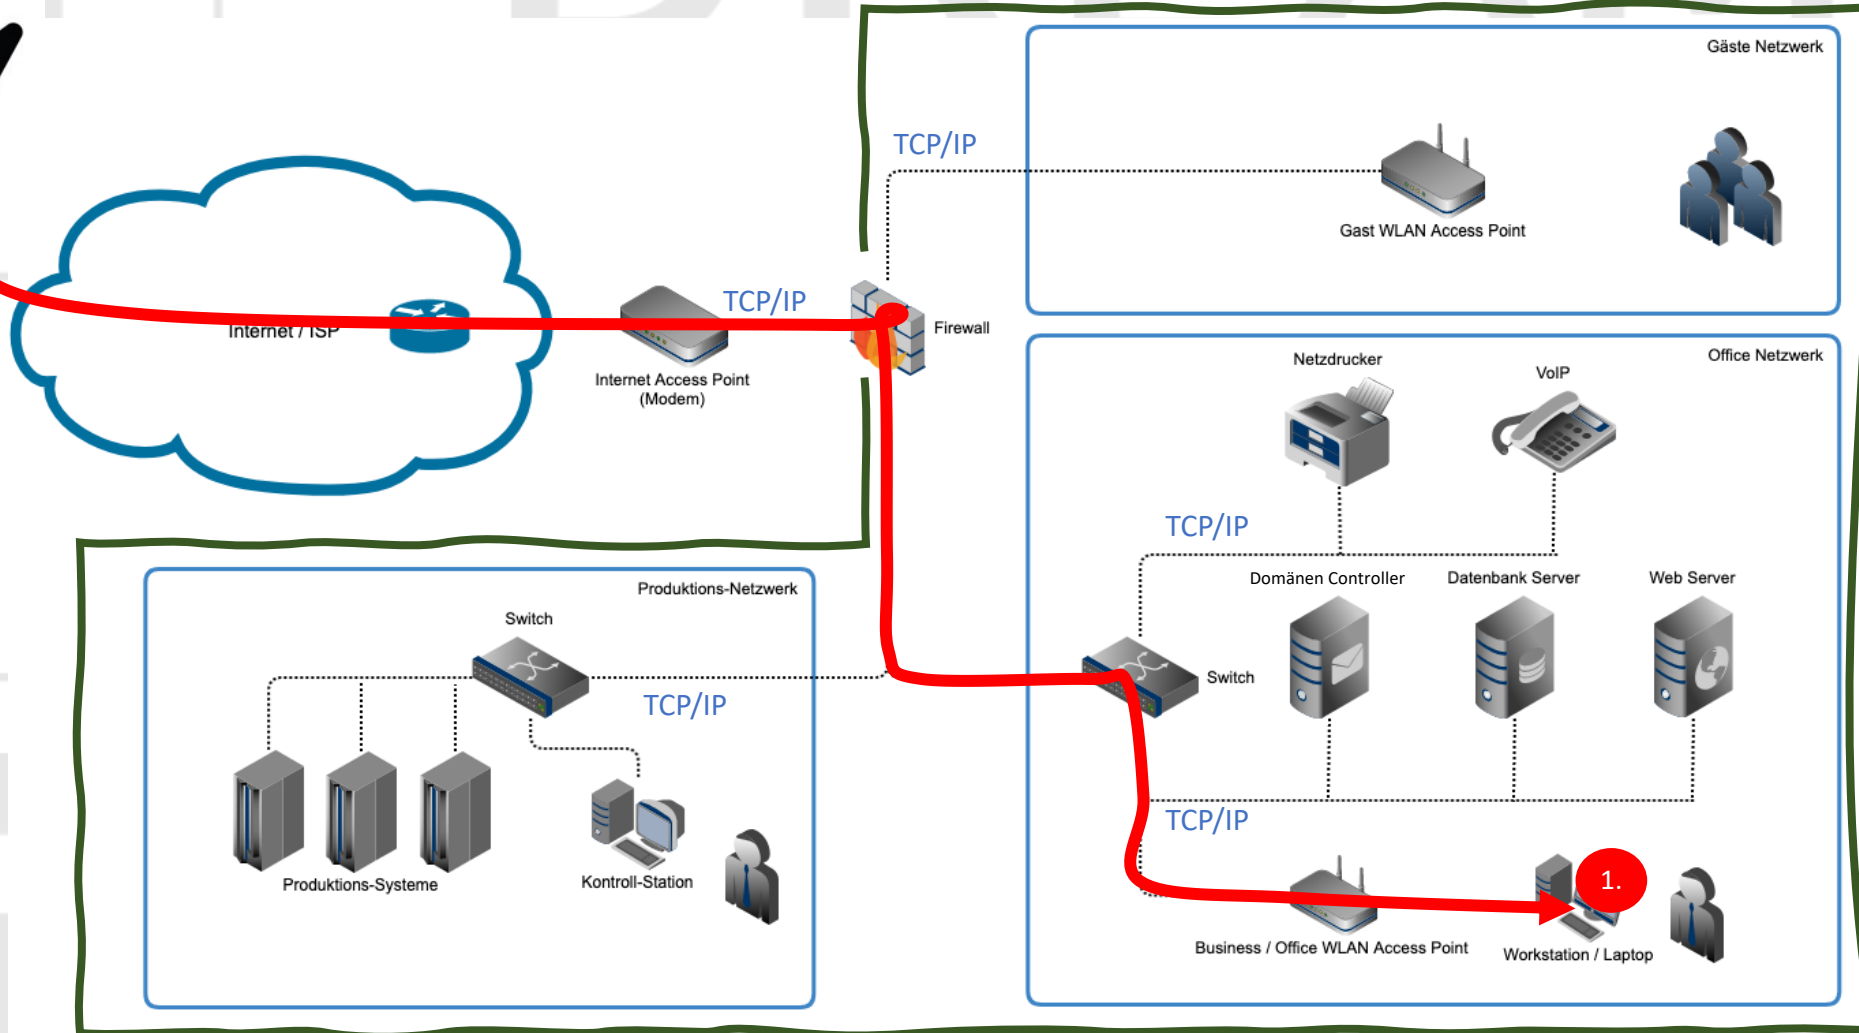 Gäste Netzwerk
TCP/IP
Gast WLAN Access Point
Internet / ISP
TCP/IP
Firewall
Internet Access Point
(Modem)
Office Netzwerk
Netzdrucker
VoIP
TCP/IP
Domänen Controller
Datenbank Server
Web Server
Switch
TCP/IP
Business / Office WLAN Access Point
1.
Workstation / Laptop
Produktions-Netzwerk
Switch
TCP/IP
Produktions-Systeme
Kontroll-Station